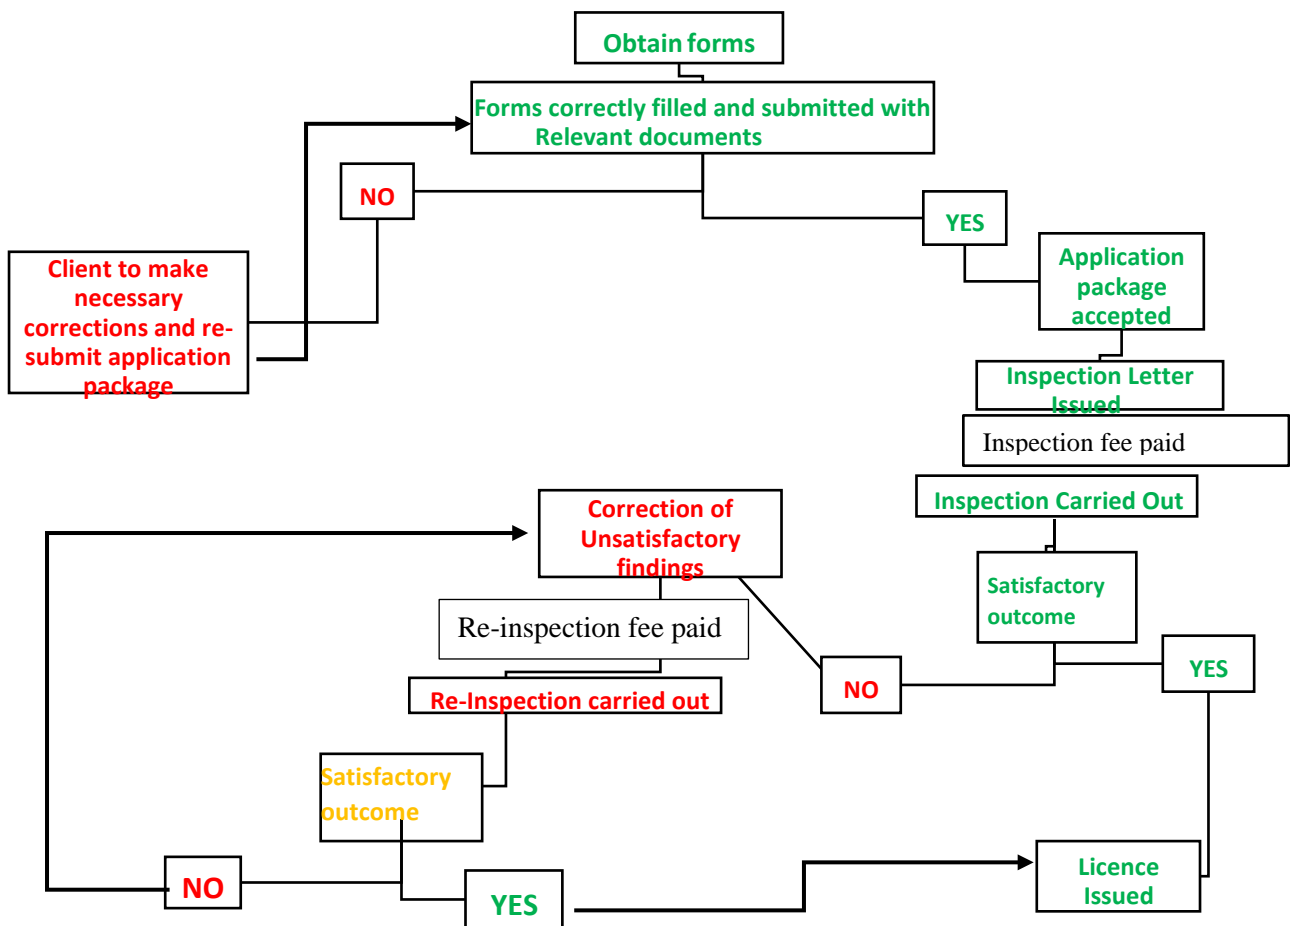 Obtain forms
Forms correctly filled and submitted with
Relevant documents
NO
YES
Client to make
necessary
corrections and re-
submit application
package
Application
package
accepted
Inspection Letter
Issued
Inspection fee paid
Inspection Carried Out
Correction of
Unsatisfactory
findings
Satisfactory
outcome
Re-inspection fee paid
NO
YES
Re-Inspection carried out
Satisfactory
outcome
NO
YES
Licence
Issued